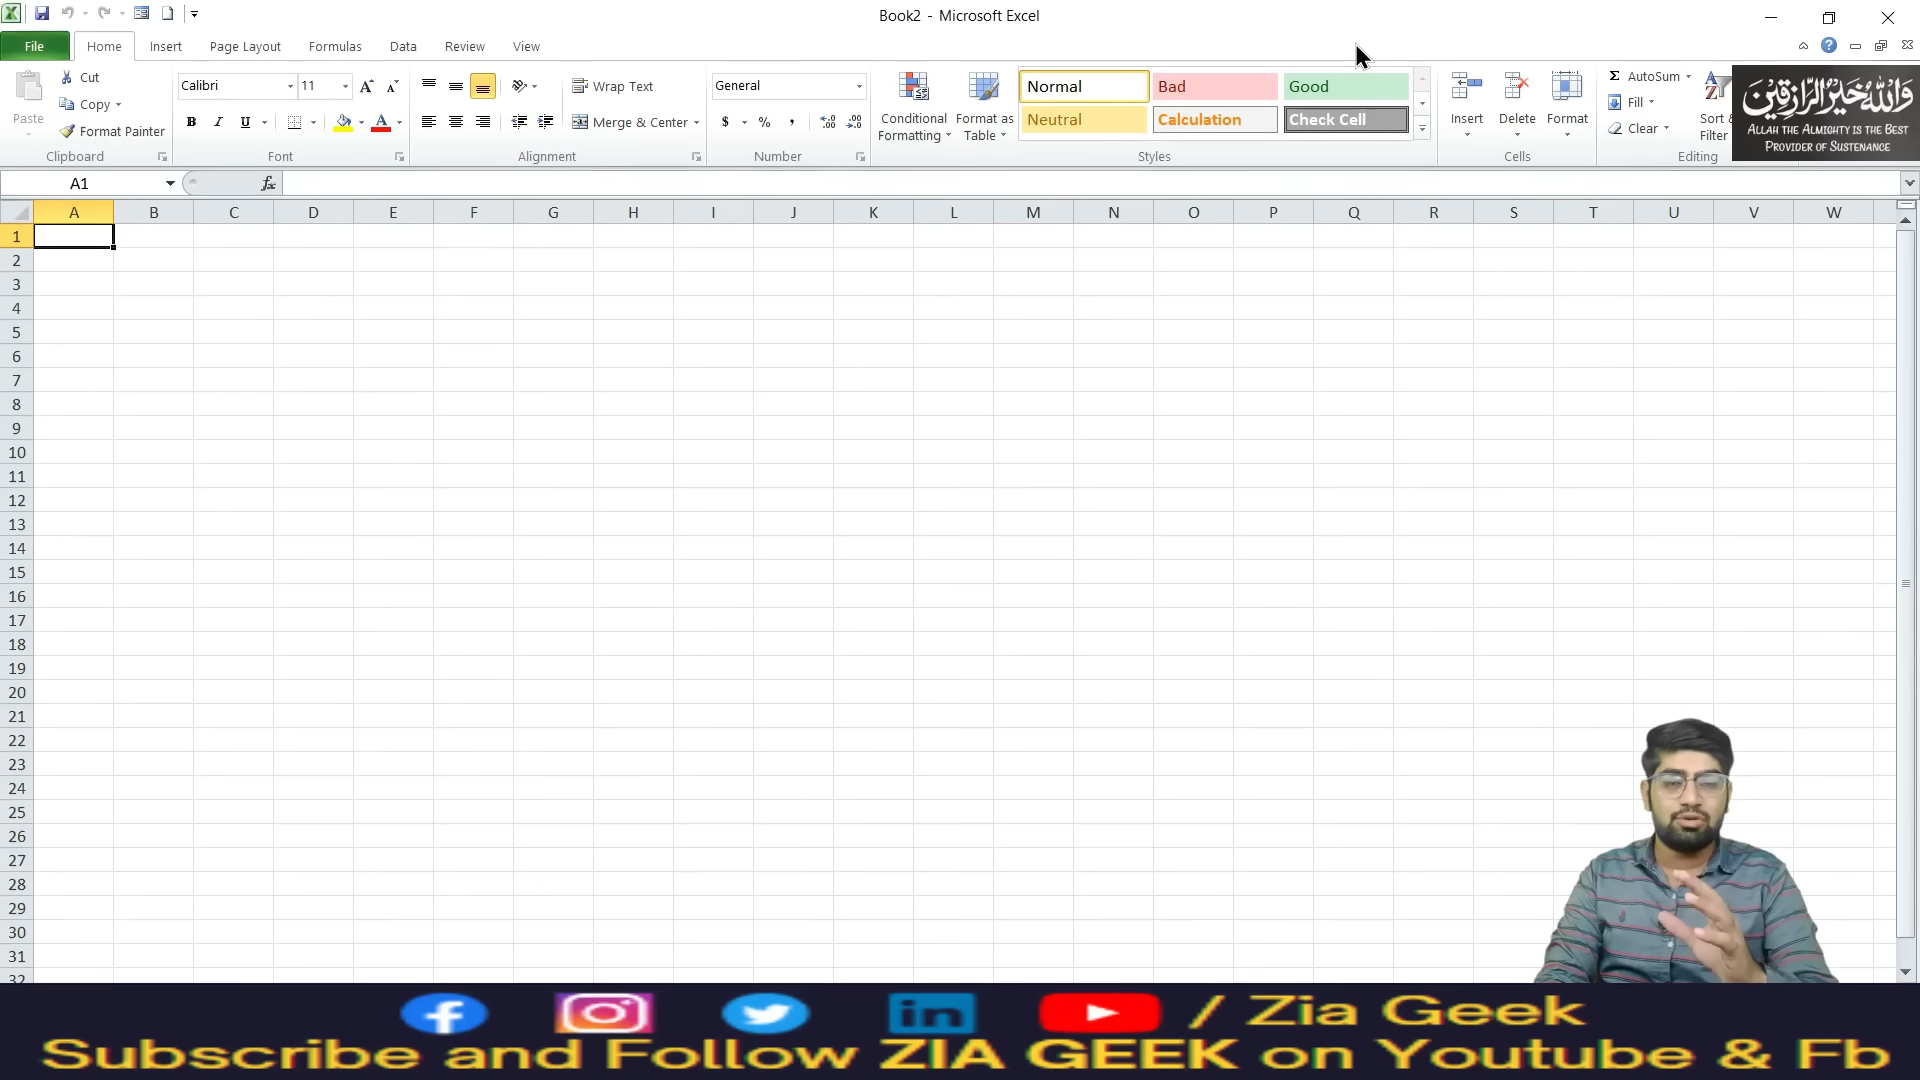 Book2 - Microsoft Excel
File Home Insert Page Layout Formulas Data Review View
Paste
Cut
Copy
Format Painter
Clipboard
Calibri 11
B I U
Font
Wrap Text
Merge & Center
Alignment
General
$ % ,
Number
Conditional Formatting
Format as Table
Normal Bad Good
Neutral Calculation Check Cell
Styles
Insert Delete Format
Cells
Σ AutoSum
Fill
Clear
Sort &
Filter
Editing
وَاللّٰهُ خَيْرُ الرَّازِقِيْنَ
ALLAH THE ALMIGHTY IS THE BEST
PROVIDER OF SUSTENANCE
A1 fx
A B C D E F G H I J K L M N O P Q R S T U V W
1
2
3
4
5
6
7
8
9
10
11
12
13
14
15
16
17
18
19
20
21
22
23
24
25
26
27
28
29
30
31
32
/ Zia Geek
Subscribe and Follow ZIA GEEK on Youtube & Fb